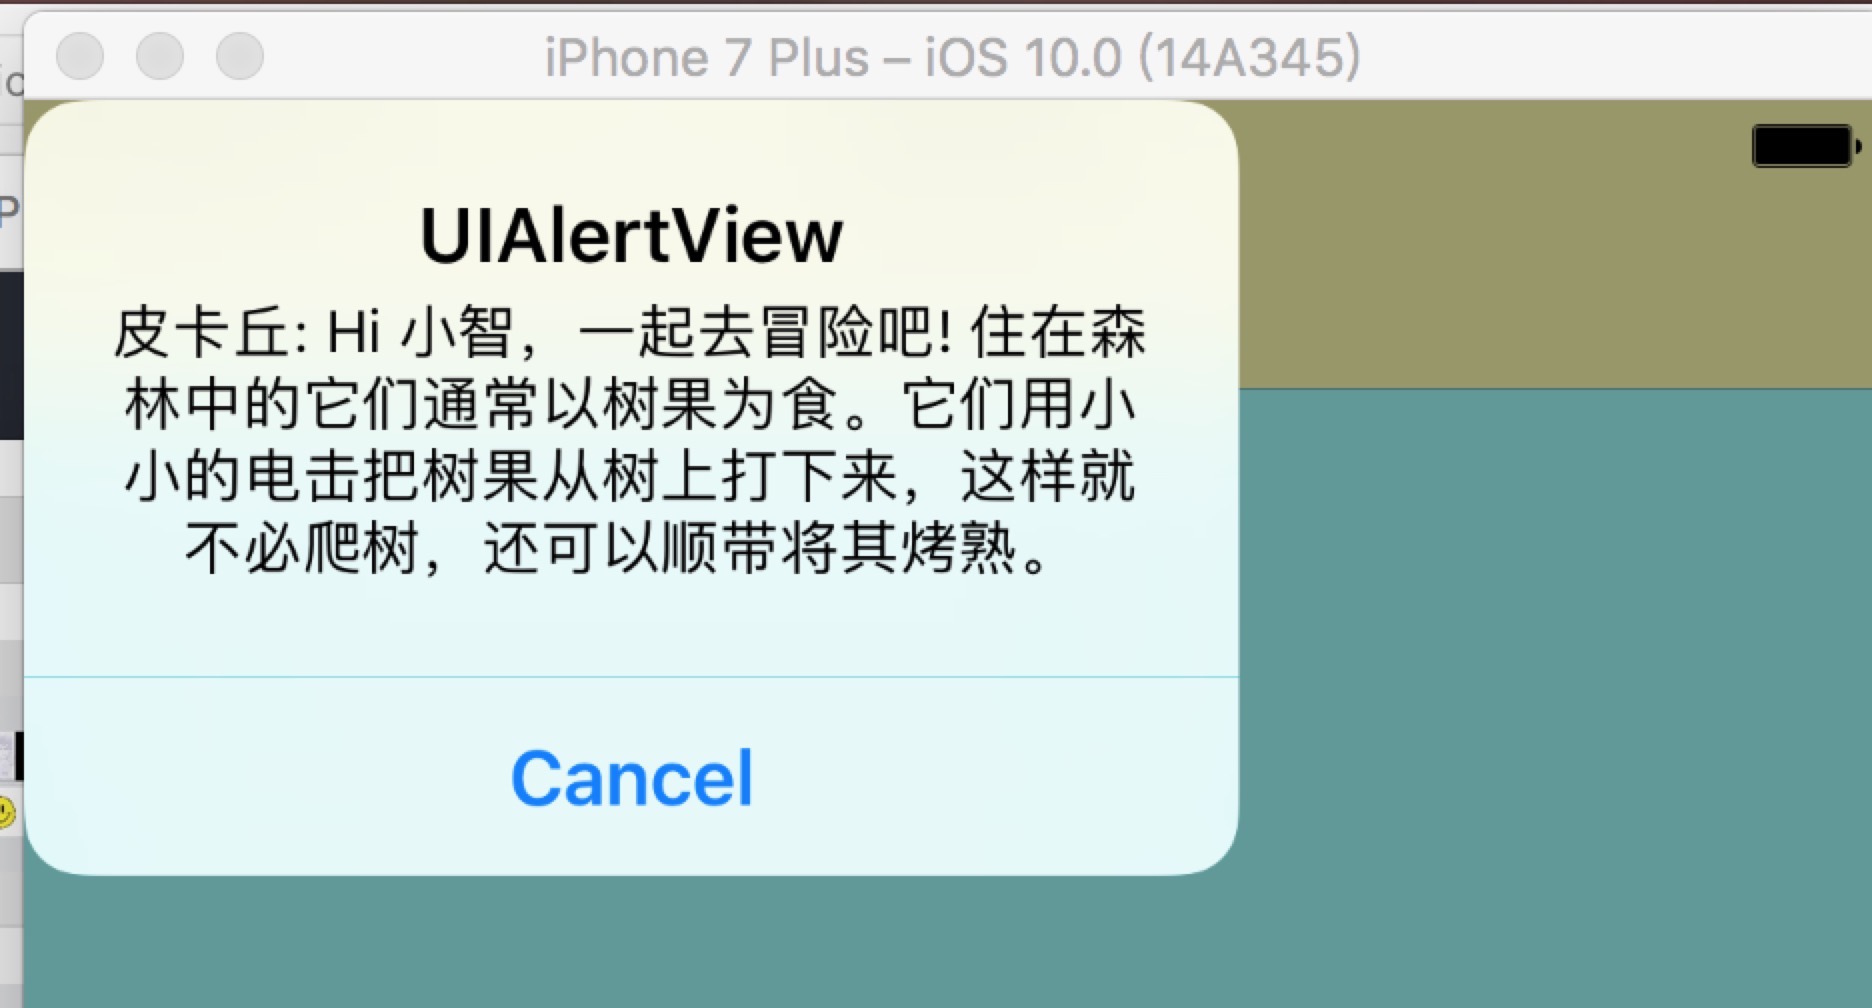 iPhone 7 Plus – iOS 10.0 (14A345)
UIAlertView
皮卡丘: Hi 小智，一起去冒险吧! 住在森
林中的它们通常以树果为食。它们用小
小的电击把树果从树上打下来，这样就
不必爬树，还可以顺带将其烤熟。
Cancel